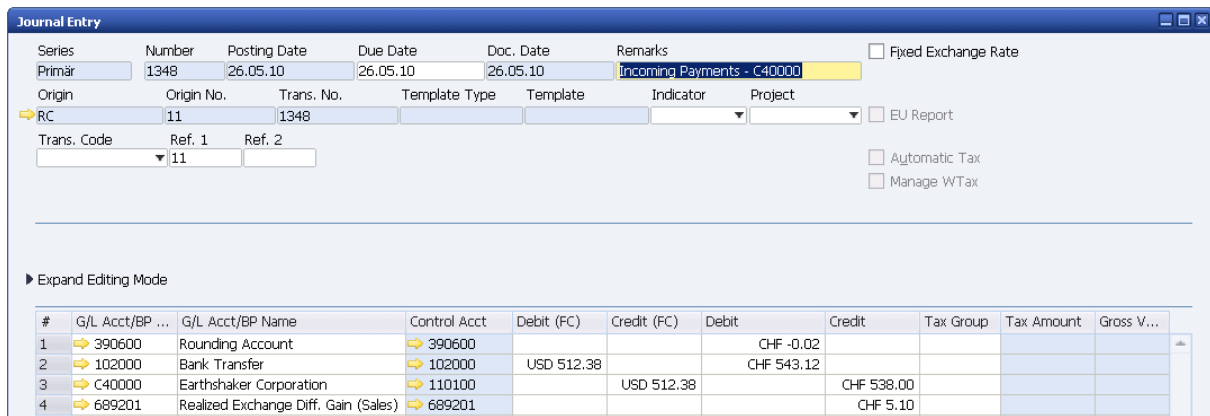 Journal Entry
Series Number Posting Date Due Date Doc. Date Remarks Fixed Exchange Rate
Primär 1348 26.05.10 26.05.10 26.05.10 Incoming Payments - C40000
Origin Origin No. Trans. No. Template Type Template Indicator Project
RC 11 1348 EU Report
Trans. Code Ref. 1 Ref. 2
11 Automatic Tax
Manage WTax
Expand Editing Mode
# G/L Acct/BP ... G/L Acct/BP Name Control Acct Debit (FC) Credit (FC) Debit Credit Tax Group Tax Amount Gross V...
1 390600 Rounding Account 390600 CHF -0.02
2 102000 Bank Transfer 102000 USD 512.38 CHF 543.12
3 C40000 Earthshaker Corporation 110100 USD 512.38 CHF 538.00
4 689201 Realized Exchange Diff. Gain (Sales) 689201 CHF 5.10